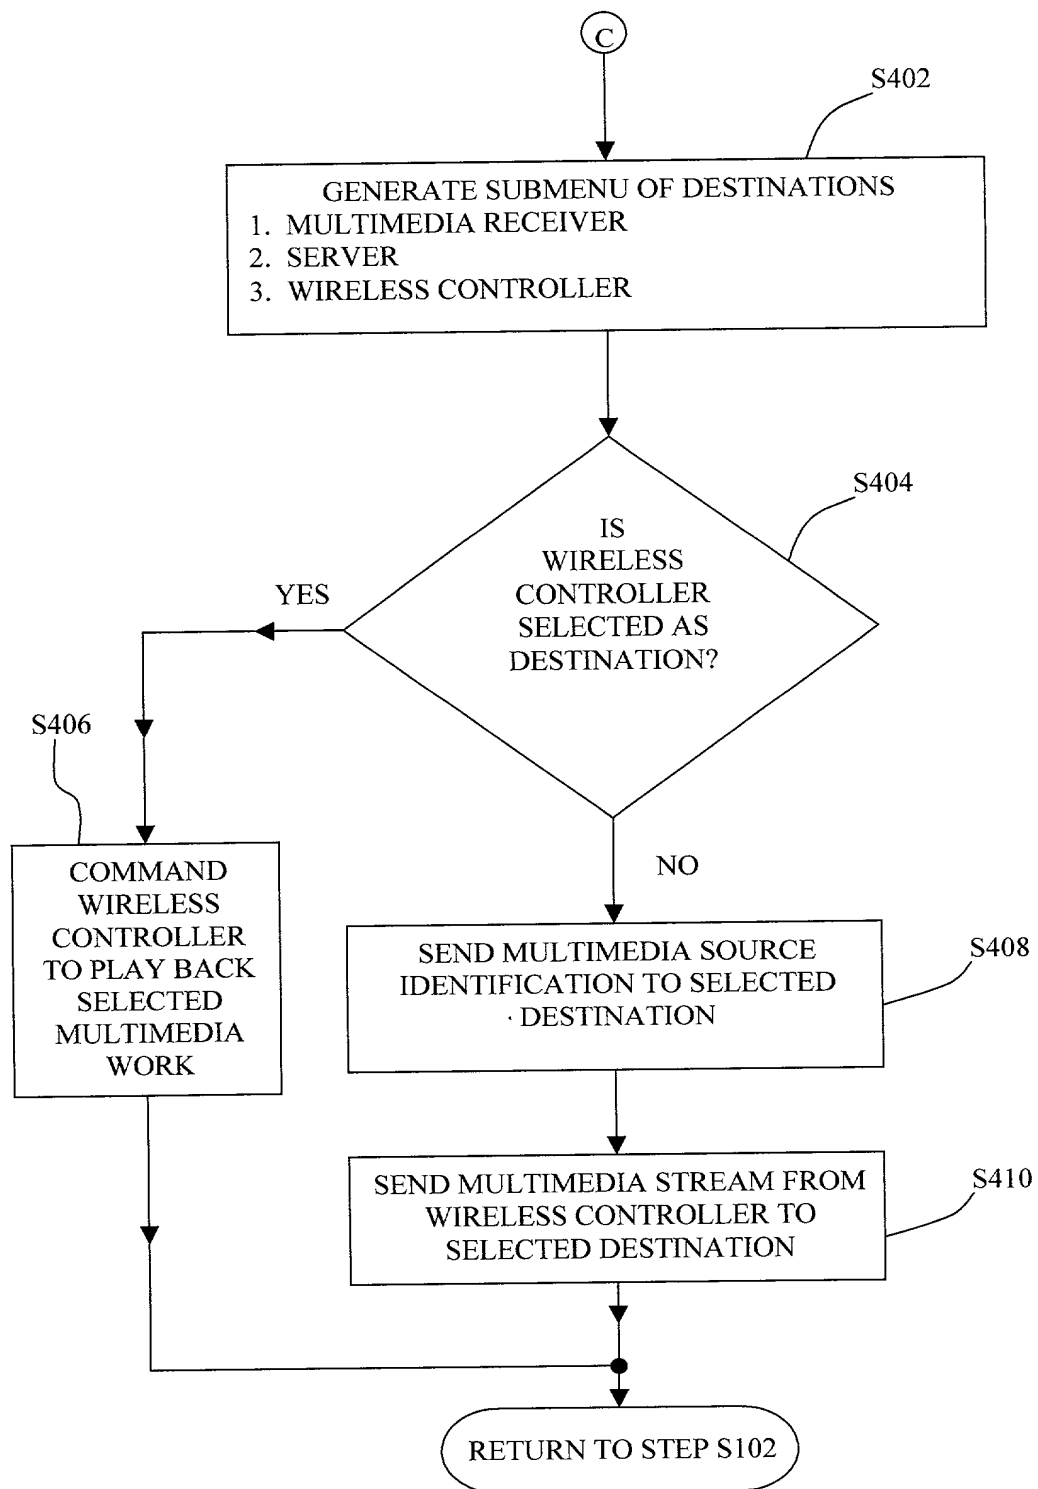 C
S402
GENERATE SUBMENU OF DESTINATIONS
1. MULTIMEDIA RECEIVER
2. SERVER
3. WIRELESS CONTROLLER
S404
IS
WIRELESS
CONTROLLER
SELECTED AS
DESTINATION?
YES
S406
COMMAND
WIRELESS
CONTROLLER
TO PLAY BACK
SELECTED
MULTIMEDIA
WORK
NO
S408
SEND MULTIMEDIA SOURCE
IDENTIFICATION TO SELECTED
DESTINATION
S410
SEND MULTIMEDIA STREAM FROM
WIRELESS CONTROLLER TO
SELECTED DESTINATION
RETURN TO STEP S102